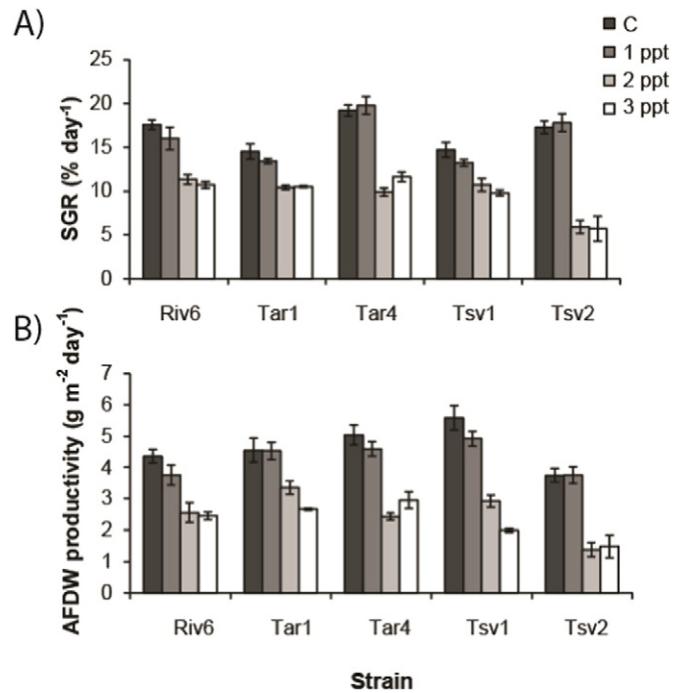 A)
C
1 ppt
2 ppt
3 ppt
SGR (% day⁻¹)
25
20
15
10
5
0
Riv6 Tar1 Tar4 Tsv1 Tsv2
B)
AFDW productivity (g m⁻² day⁻¹)
7
6
5
4
3
2
1
0
Riv6 Tar1 Tar4 Tsv1 Tsv2
Strain